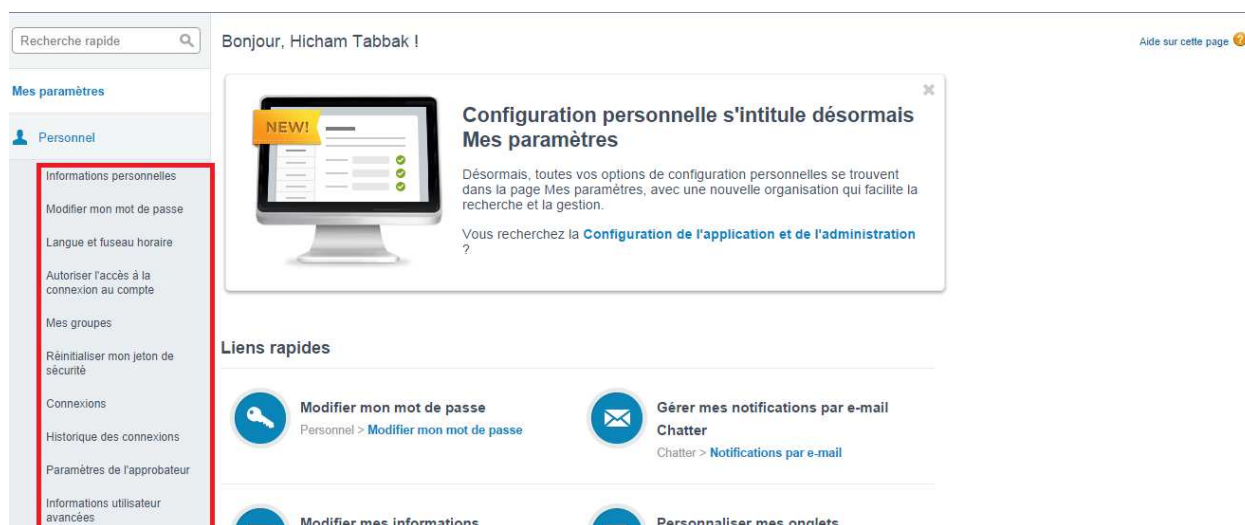 Recherche rapide
Bonjour, Hicham Tabbak !
Aide sur cette page
Mes paramètres
Personnel
Informations personnelles
Modifier mon mot de passe
Langue et fuseau horaire
Autoriser l'accès à la
connexion au compte
Mes groupes
Réinitialiser mon jeton de
sécurité
Connexions
Historique des connexions
Paramètres de l'approbateur
Informations utilisateur
avancées
NEW!
Configuration personnelle s'intitule désormais
Mes paramètres
Désormais, toutes vos options de configuration personnelles se trouvent
dans la page Mes paramètres, avec une nouvelle organisation qui facilite la
recherche et la gestion.
Vous recherchez la Configuration de l'application et de l'administration
?
Liens rapides
Modifier mon mot de passe
Personnel > Modifier mon mot de passe
Gérer mes notifications par e-mail
Chatter
Chatter > Notifications par e-mail
Modifier mes informations
Personnaliser mes onglets